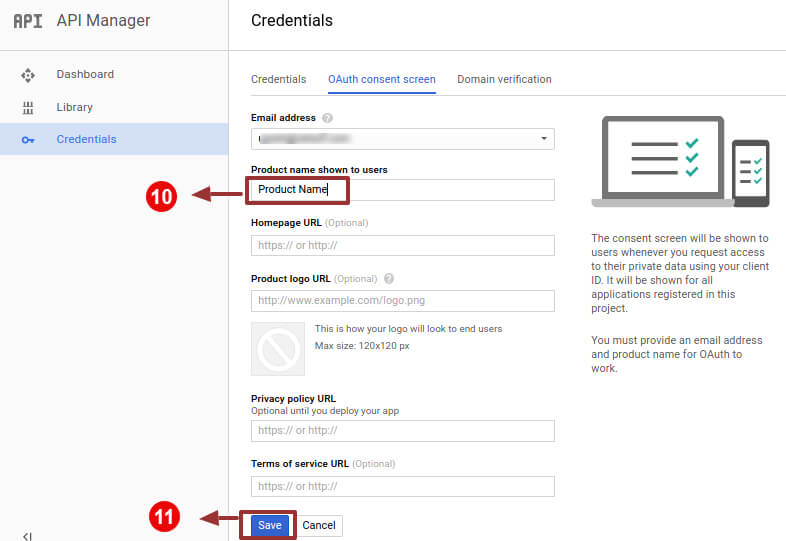 API API Manager
Credentials
Dashboard
Library
Credentials
Credentials OAuth consent screen Domain verification
Email address ?
Product name shown to users
10
Product Name
Homepage URL (Optional)
https:// or http://
Product logo URL (Optional) ?
http://www.example.com/logo.png
This is how your logo will look to end users
Max size: 120x120 px
Privacy policy URL
Optional until you deploy your app
https:// or http://
Terms of service URL (Optional)
https:// or http://
11
Save Cancel
The consent screen will be shown to
users whenever you request access
to their private data using your client
ID. It will be shown for all
applications registered in this
project.
You must provide an email address
and product name for OAuth to
work.